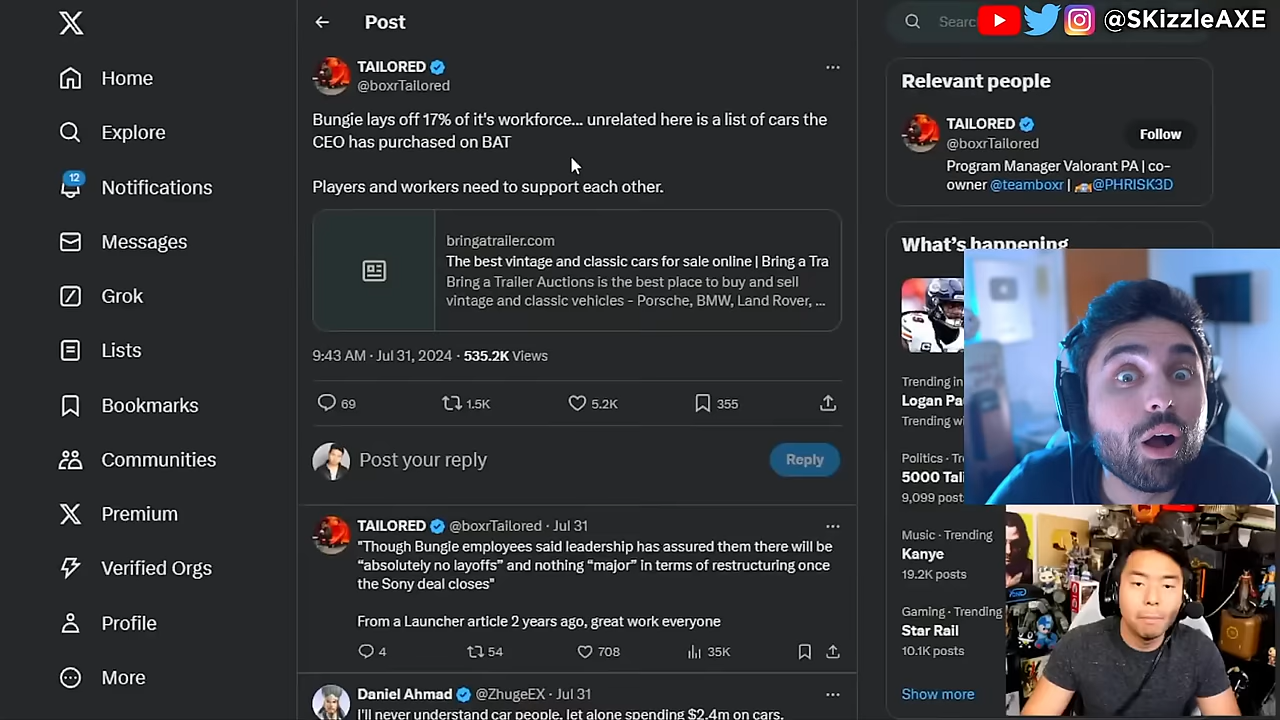 @SKizzleAXE
Post
Home
Explore
12
Notifications
Messages
Grok
Lists
Bookmarks
Communities
Premium
Verified Orgs
Profile
More
TAILORED
@boxrTailored
Bungie lays off 17% of it's workforce... unrelated here is a list of cars the
CEO has purchased on BAT
Players and workers need to support each other.
bringatrailer.com
The best vintage and classic cars for sale online | Bring a Tra
Bring a Trailer Auctions is the best place to buy and sell
vintage and classic vehicles - Porsche, BMW, Land Rover, ...
9:43 AM · Jul 31, 2024 · 535.2K Views
69 1.5K 5.2K 355
Post your reply
Reply
TAILORED @boxrTailored · Jul 31
"Though Bungie employees said leadership has assured them there will be
“absolutely no layoffs” and nothing “major” in terms of restructuring once
the Sony deal closes"
From a Launcher article 2 years ago, great work everyone
4 54 708 35K
Daniel Ahmad @ZhugeEX · Jul 31
I'll never understand car people, let alone spending $2.4m on cars.
Relevant people
TAILORED
@boxrTailored
Follow
Program Manager Valorant PA | co-
owner @teamboxr | @PHRISK3D
What's happening
Trending in
Logan
Trending
Politics
5000
9,099 posts
Music · Trending
Kanye
19.2K posts
Gaming · Trending
Star Rail
10.1K posts
Show more